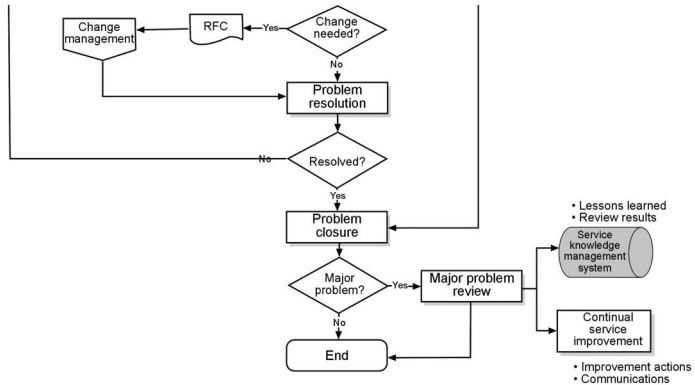 Change
management
RFC
Yes
Change
needed?
No
Problem
resolution
Resolved?
No
Yes
Problem
closure
Major
problem?
Yes
Major problem
review
No
End
• Lessons learned
• Review results
Service
knowledge
management
system
Continual
service
improvement
• Improvement actions
• Communications